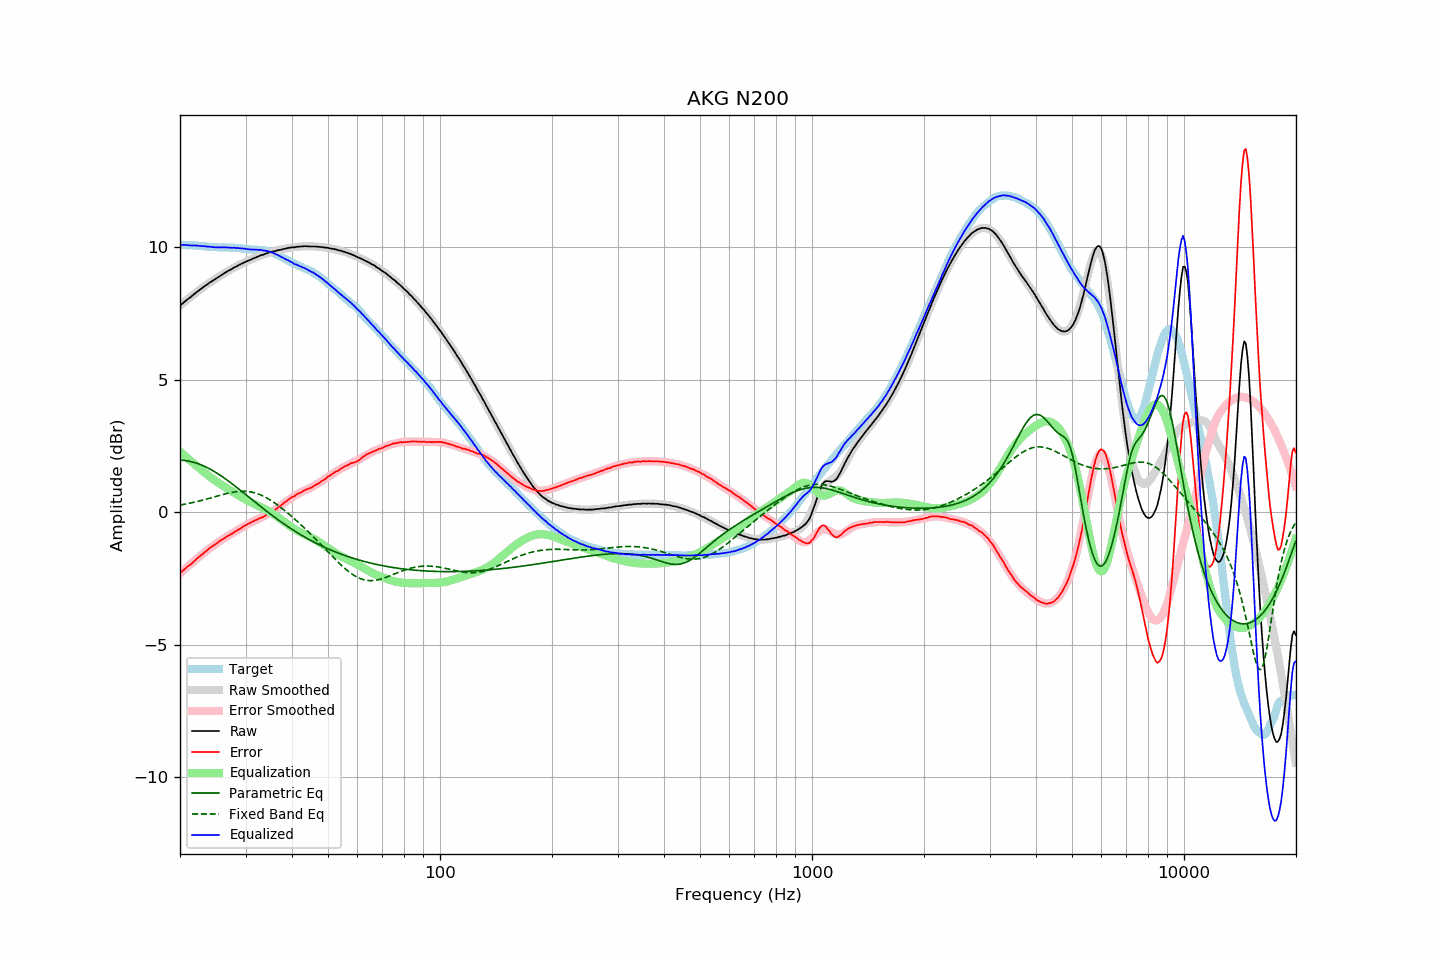 AKG N200
Amplitude (dBr)
10
5
0
−5
−10
Target
Raw Smoothed
Error Smoothed
Raw
Error
Equalization
Parametric Eq
Fixed Band Eq
Equalized
100
1000
10000
Frequency (Hz)